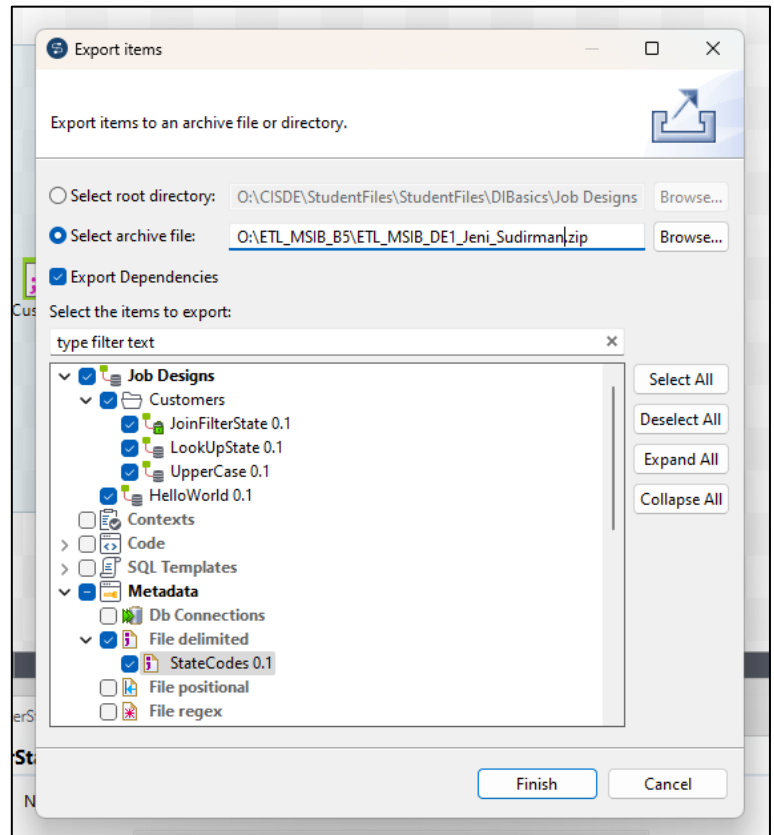 Export items
Export items to an archive file or directory.
Select root directory: O:\CISDE\StudentFiles\StudentFiles\DIBasics\Job Designs Browse...
Select archive file: O:\ETL_MSIB_B5\ETL_MSIB_DE1_Jeni_Sudirman.zip Browse...
Export Dependencies
Cus
Select the items to export:
type filter text
Job Designs
Select All
Customers
JoinFilterState 0.1
Deselect All
LookUpState 0.1
UpperCase 0.1
Expand All
HelloWorld 0.1
Collapse All
Contexts
Code
SQL Templates
Metadata
Db Connections
File delimited
StateCodes 0.1
File positional
File regex
erS
rSta
N
Finish Cancel